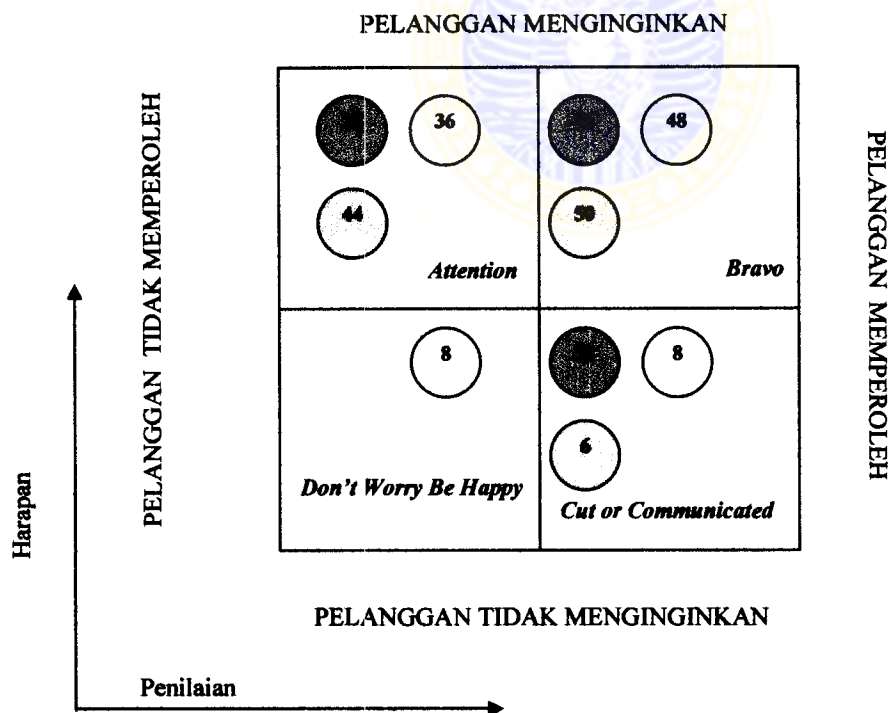 PELANGGAN MENGINGINKAN
PELANGGAN TIDAK MEMPEROLEH
PELANGGAN MEMPEROLEH
36
48
44
50
Attention
Bravo
8
8
6
Don't Worry Be Happy
Cut or Communicated
Harapan
PELANGGAN TIDAK MENGINGINKAN
Penilaian